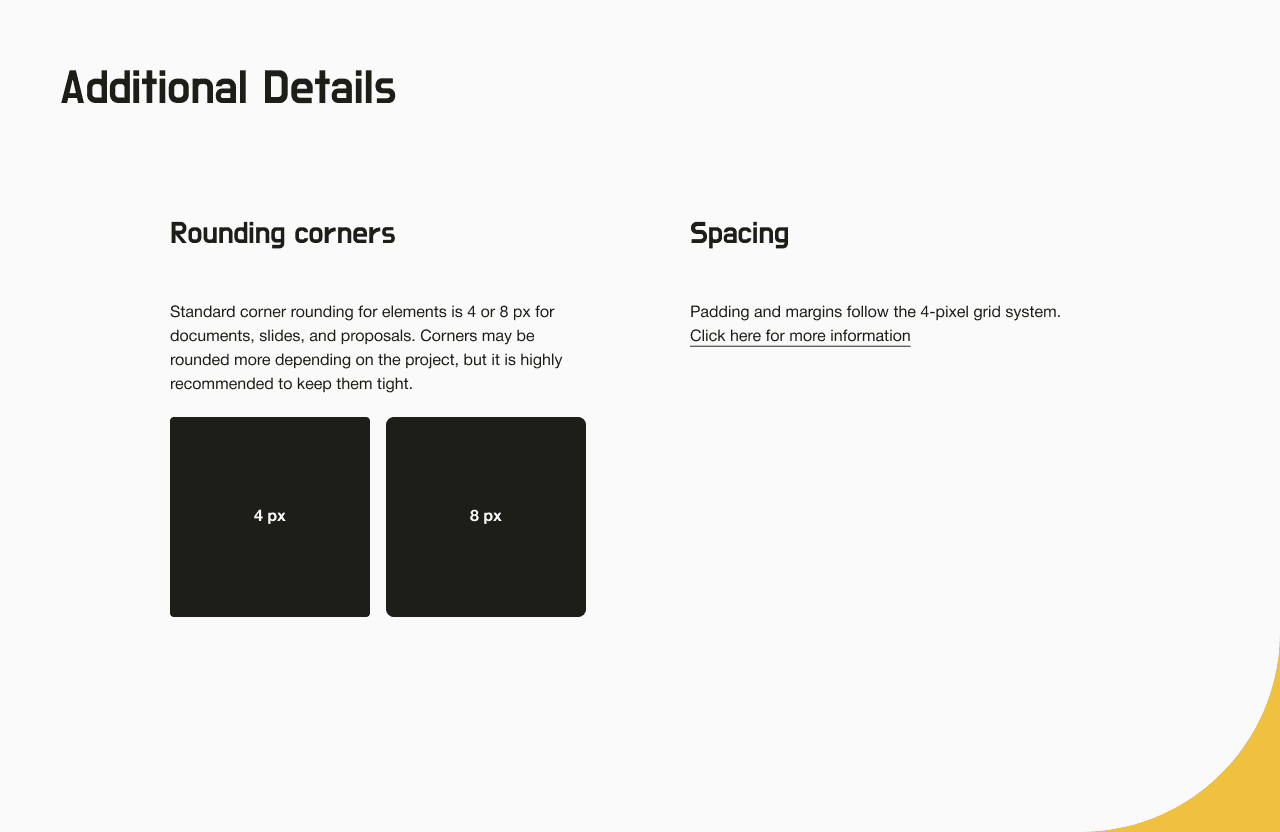 Additional Details
Rounding corners
Standard corner rounding for elements is 4 or 8 px for
documents, slides, and proposals. Corners may be
rounded more depending on the project, but it is highly
recommended to keep them tight.
4 px
8 px
Spacing
Padding and margins follow the 4-pixel grid system.
Click here for more information